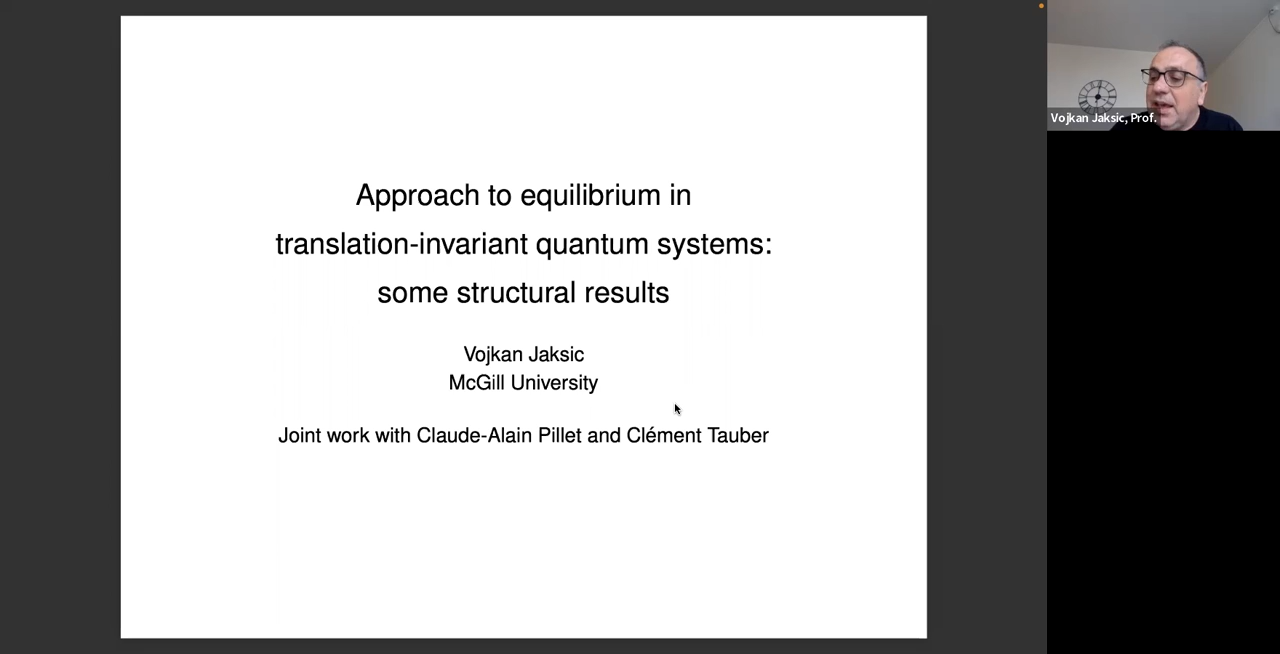 Approach to equilibrium in
translation-invariant quantum systems:
some structural results
Vojkan Jaksic
McGill University
Joint work with Claude-Alain Pillet and Clément Tauber
Vojkan Jaksic, Prof.